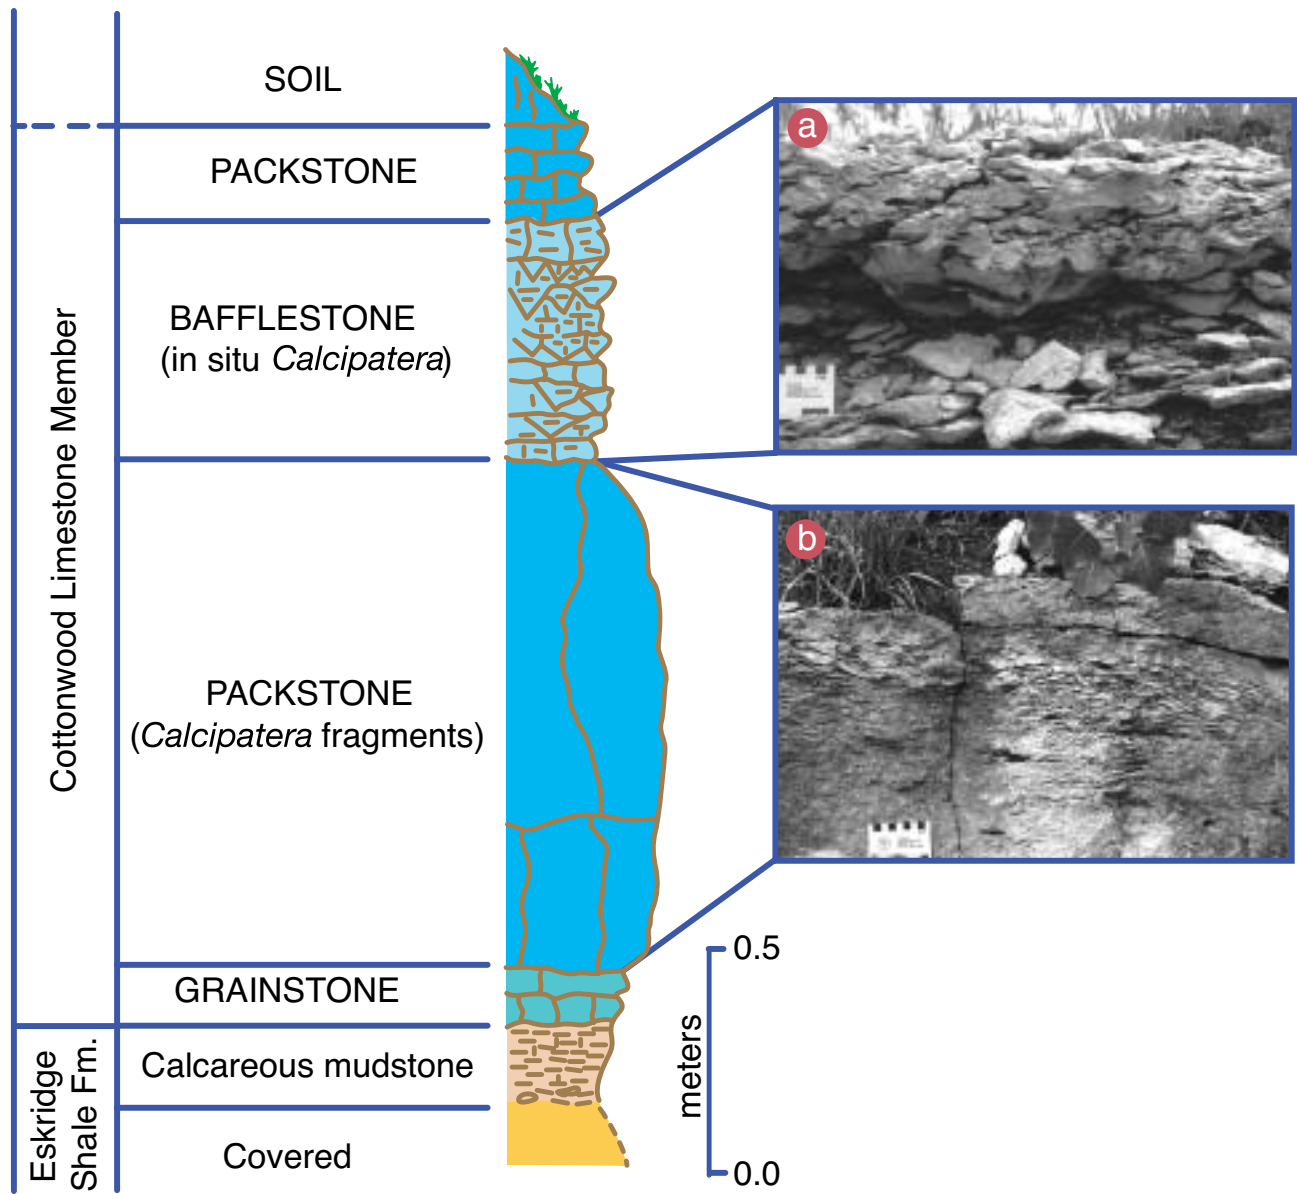 SOIL
PACKSTONE
BAFFLESTONE
(in situ Calcipatera)
PACKSTONE
(Calcipatera fragments)
GRAINSTONE
Calcareous mudstone
Covered
Cottonwood Limestone Member
Eskridge
Shale Fm.
a
b
0.5
meters
0.0